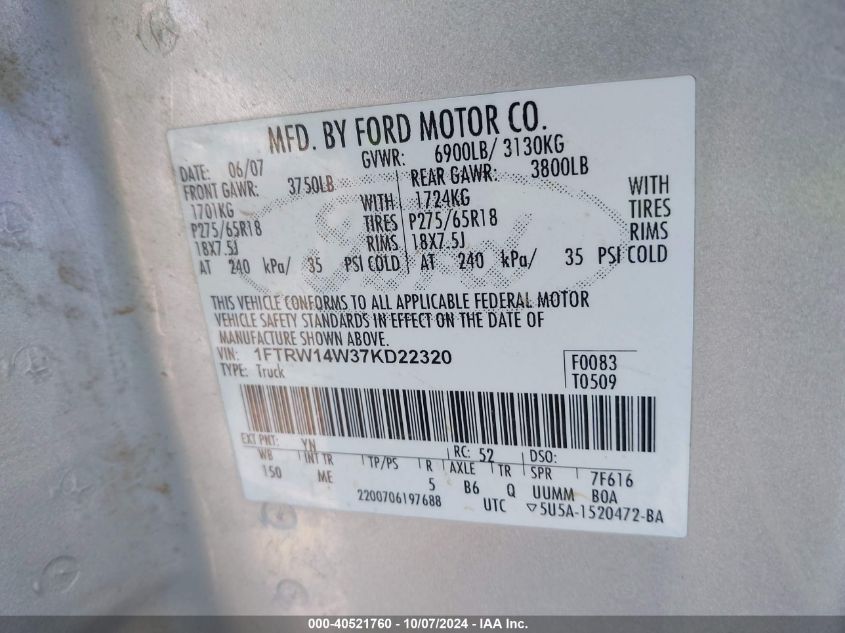 MFD. BY FORD MOTOR CO.
DATE: 06/07 GVWR: 6900LB/ 3130KG
FRONT GAWR: 3750LB REAR GAWR: 3800LB
1701KG WITH 1724KG WITH
P275/65R18 TIRES P275/65R18 TIRES
18X7.5J RIMS 18X7.5J RIMS
AT 240 kPa/ 35 PSI COLD AT 240 kPa/ 35 PSI COLD
THIS VEHICLE CONFORMS TO ALL APPLICABLE FEDERAL MOTOR
VEHICLE SAFETY STANDARDS IN EFFECT ON THE DATE OF
MANUFACTURE SHOWN ABOVE.
VIN: 1FTRW14W37KD22320 F0083
TYPE: Truck T0509
EXT PNT: YN RC: 52 DSO:
WB INT TR TP/PS R AXLE TR SPR 7F616
150 ME 5 B6 Q UUMM BOA
2200706197688 UTC ▽5U5A-1520472-BA
000-40521760 - 10/07/2024 - IAA Inc.